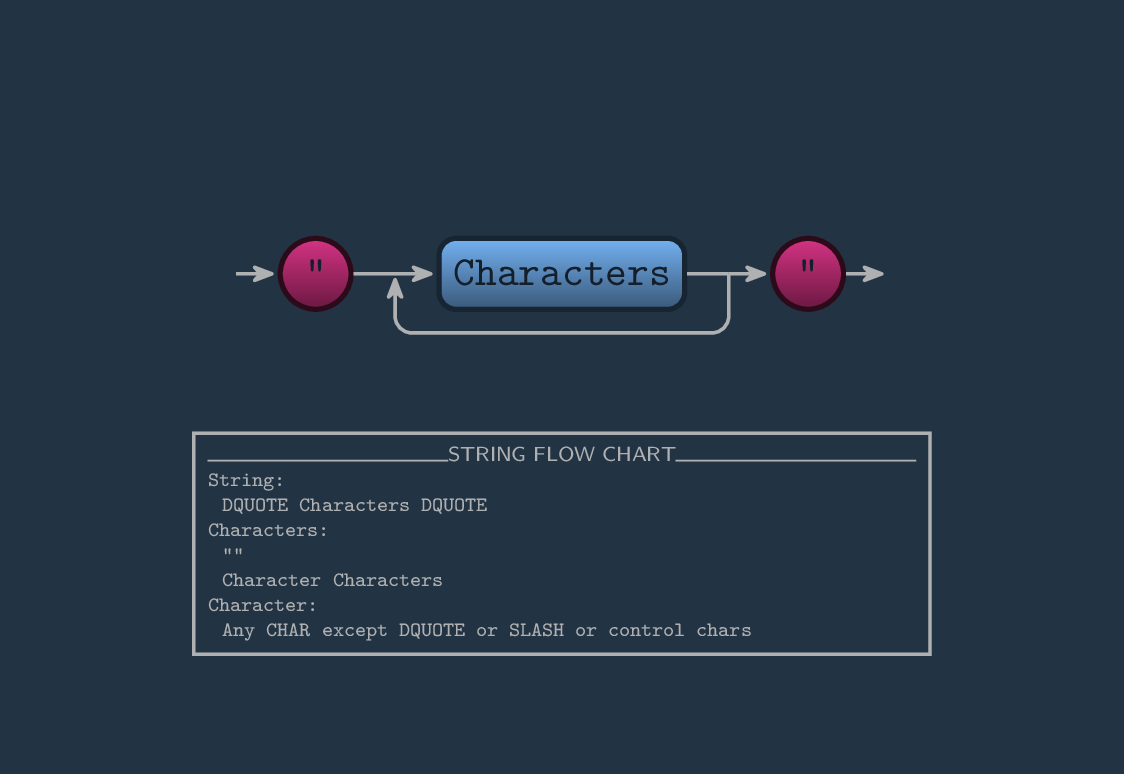 " Characters "
STRING FLOW CHART
String:
DQUOTE Characters DQUOTE
Characters:
""
Character Characters
Character:
Any CHAR except DQUOTE or SLASH or control chars